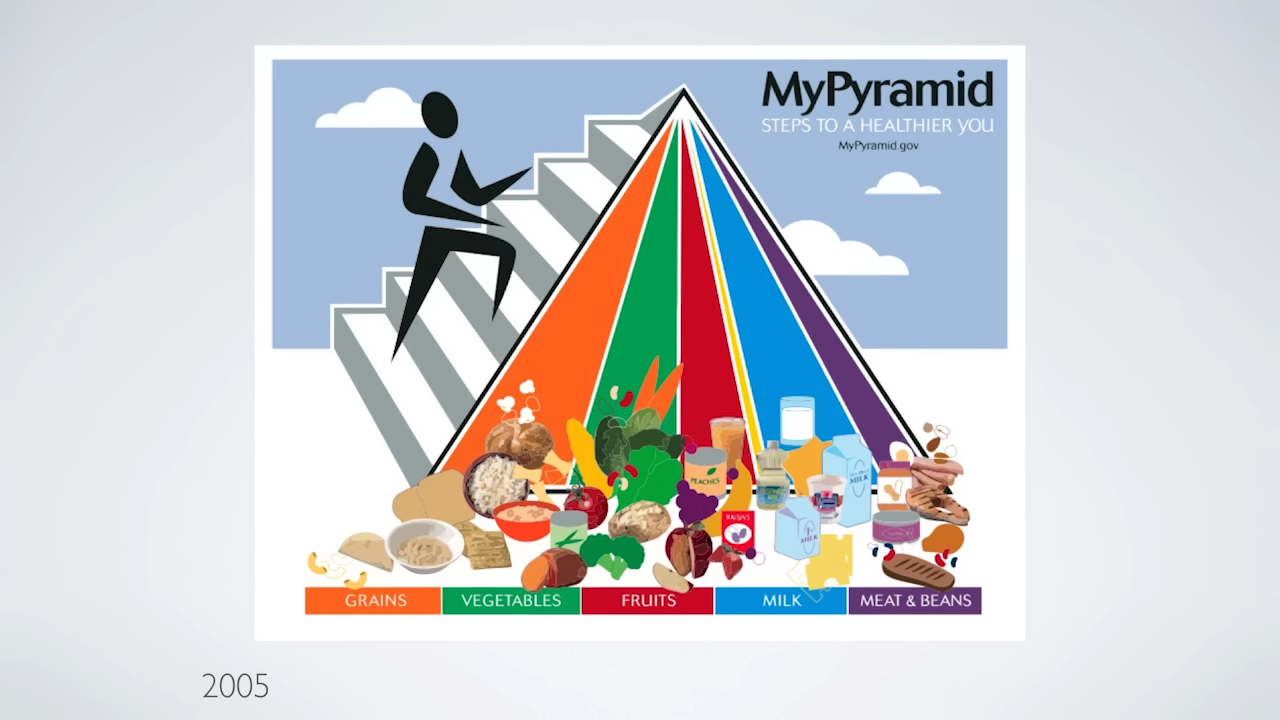 MyPyramid
STEPS TO A HEALTHIER YOU
MyPyramid.gov
PEACHES
MILK
RAISINS
MILK
GRAINS
VEGETABLES
FRUITS
MILK
MEAT & BEANS
2005